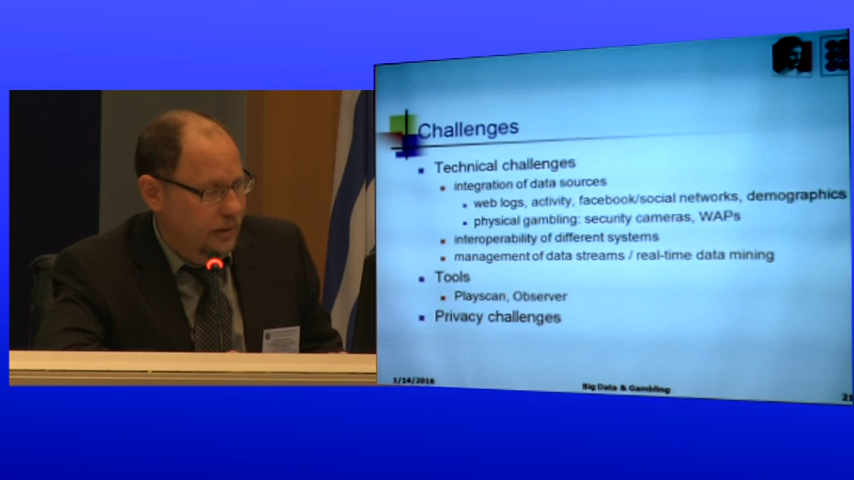 Challenges
Technical challenges
integration of data sources
web logs, activity, facebook/social networks, demographics
physical gambling: security cameras, WAPs
interoperability of different systems
management of data streams / real-time data mining
Tools
Playscan, Observer
Privacy challenges
1/14/2016
Big Data & Gambling
21